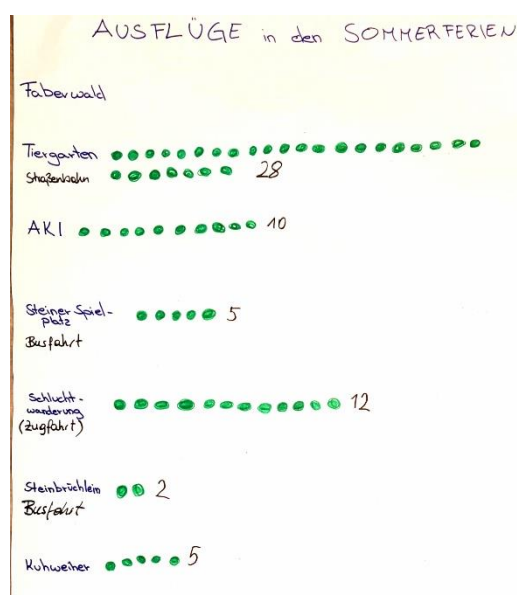 AUSFLÜGE in den SOMMERFERIEN
Faberwald
Tiergarten
Straßenbahn 28
AKI 10
Steiner Spiel-
platz 5
Busfahrt
Schlucht-
wanderung 12
(Zugfahrt)
Steinbrüchlein 2
Busfahrt
Kuhweiher 5